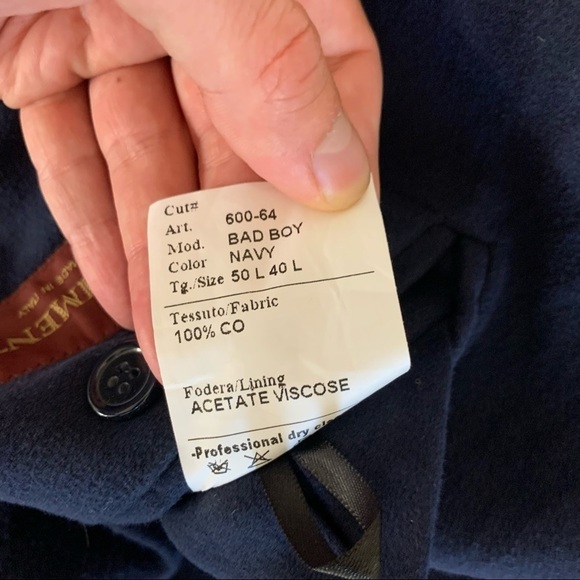 Cut#
Art. 600-64
Mod. BAD BOY
Color NAVY
Tg./Size 50 L 40 L
Tessuto/Fabric
100% CO
Fodera/Lining
ACETATE VISCOSE
-Professional dry
MADE IN ITALY